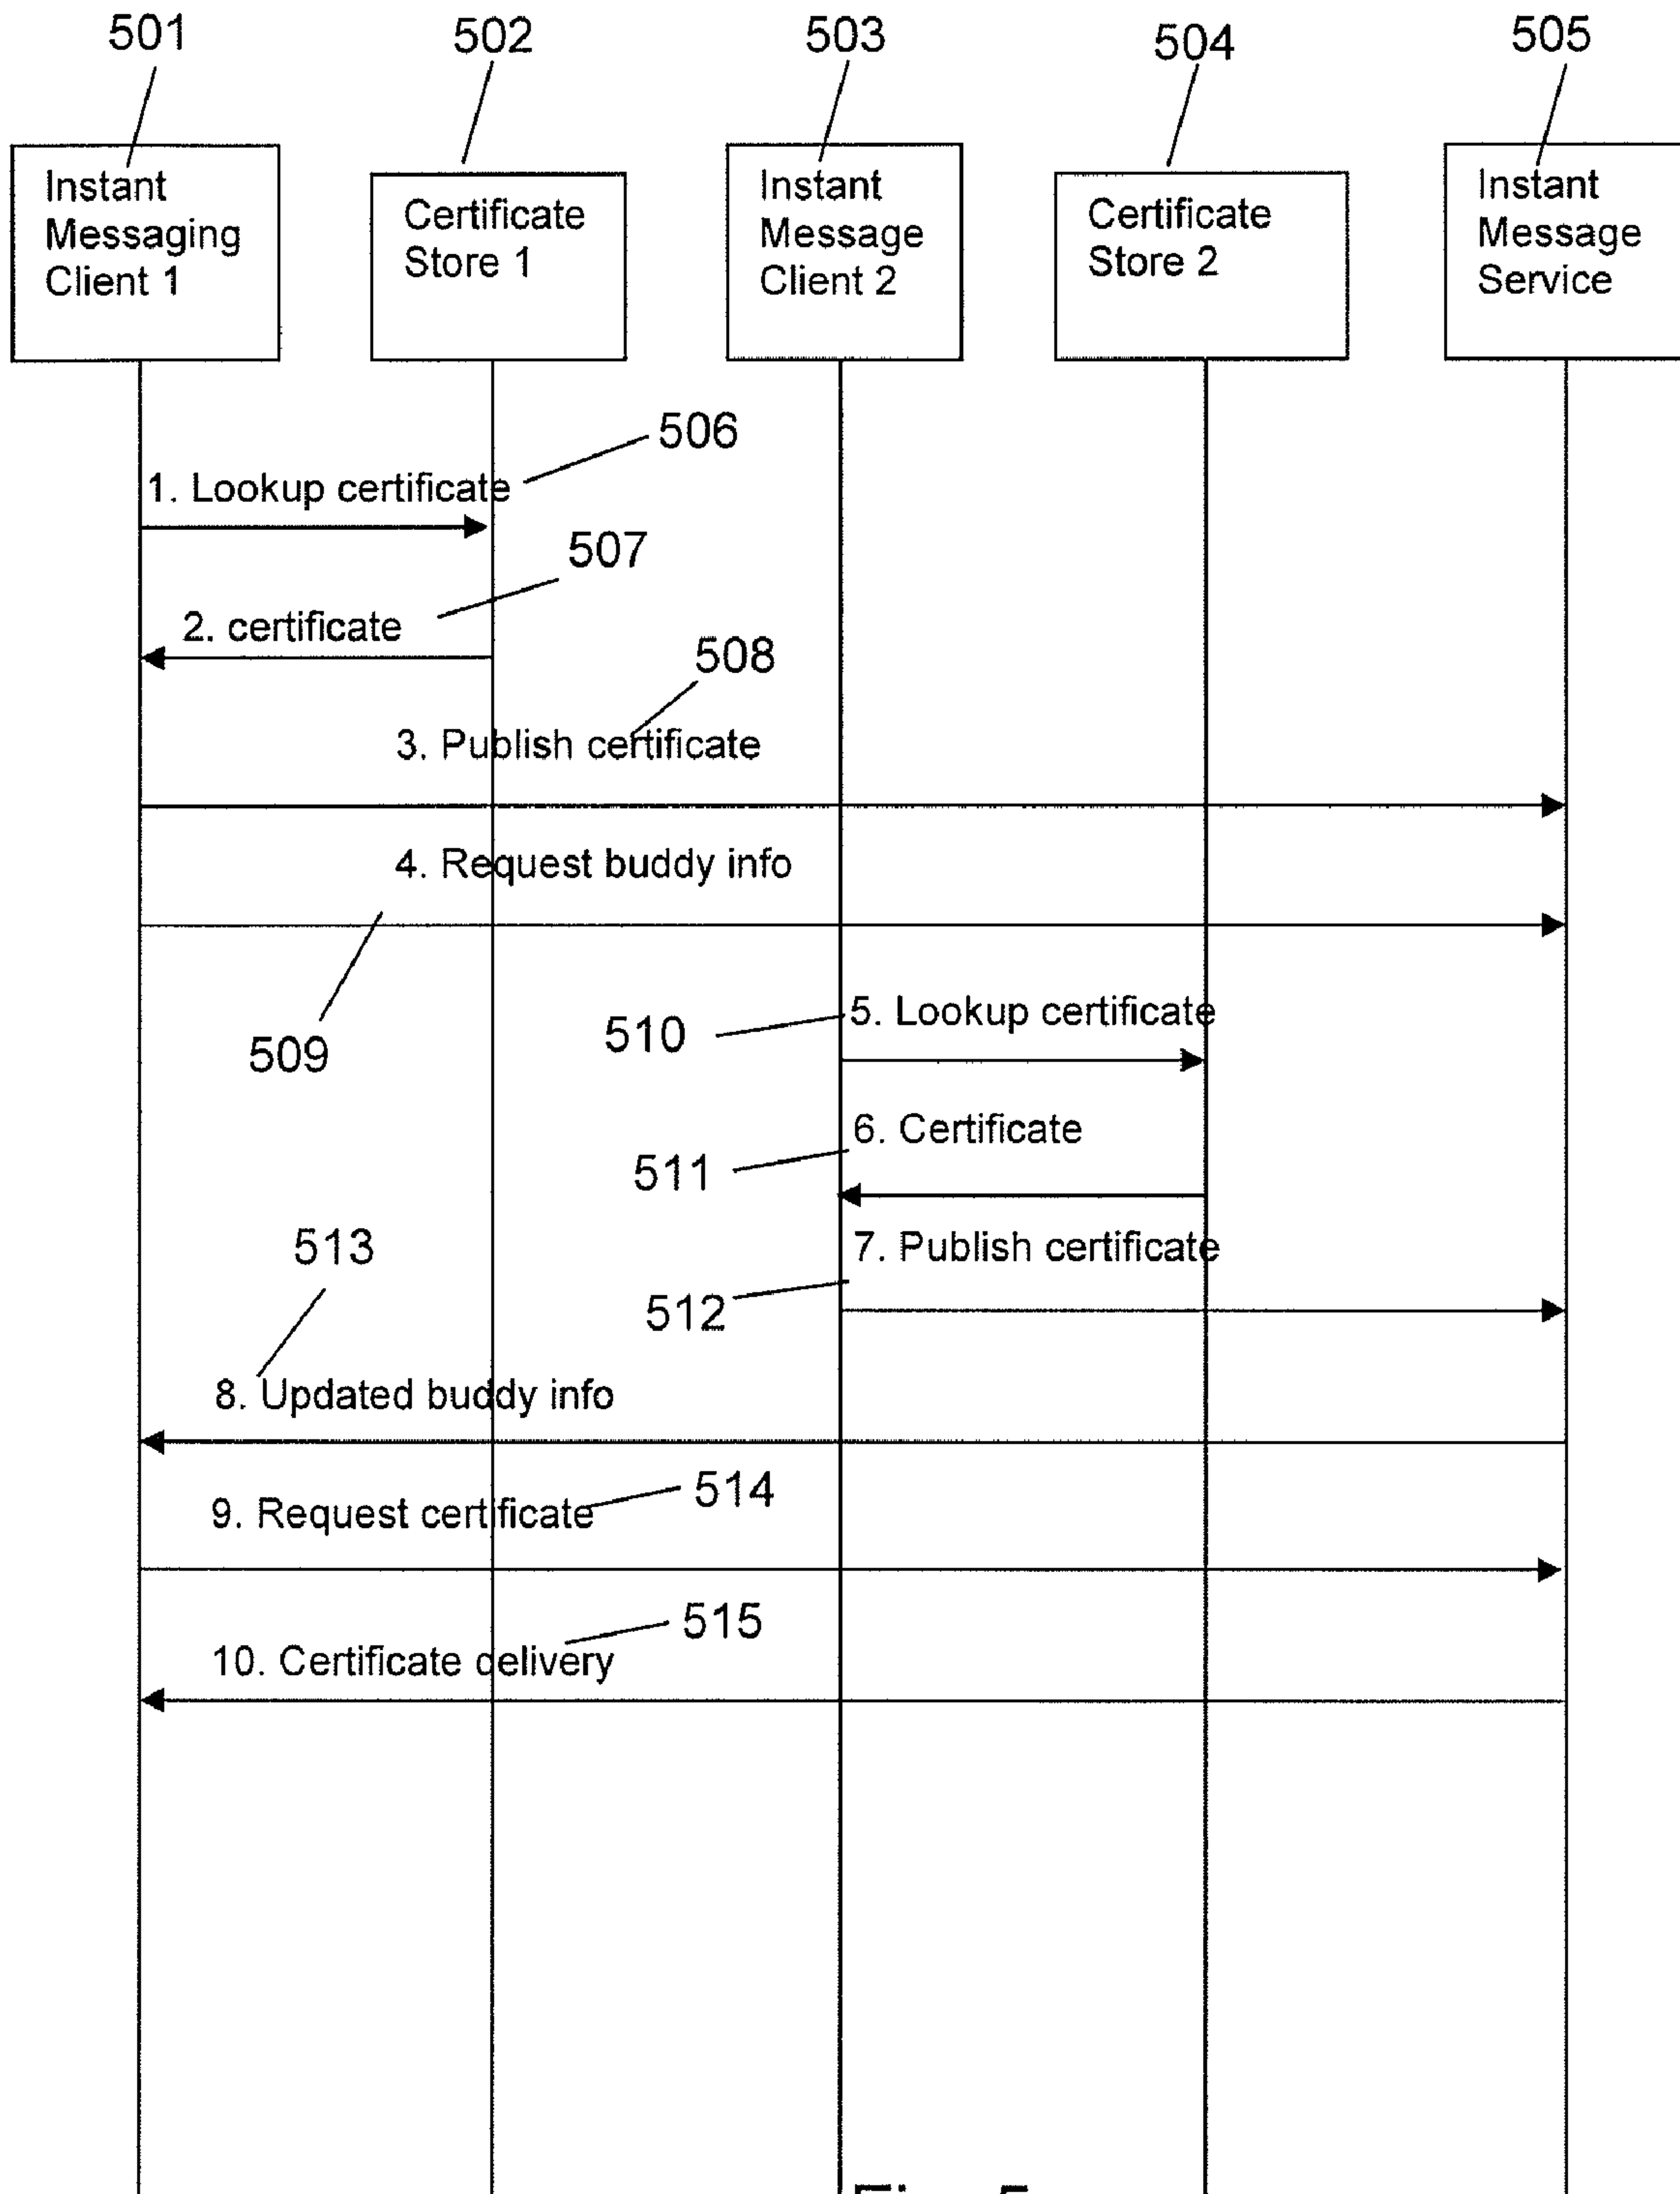 501
502
503
504
505
Instant
Messaging
Client 1
Certificate
Store 1
Instant
Message
Client 2
Certificate
Store 2
Instant
Message
Service
506
1. Lookup certificate
507
2. certificate
508
3. Publish certificate
4. Request buddy info
509
510
5. Lookup certificate
6. Certificate
511
513
7. Publish certificate
512
8. Updated buddy info
514
9. Request certificate
515
10. Certificate delivery